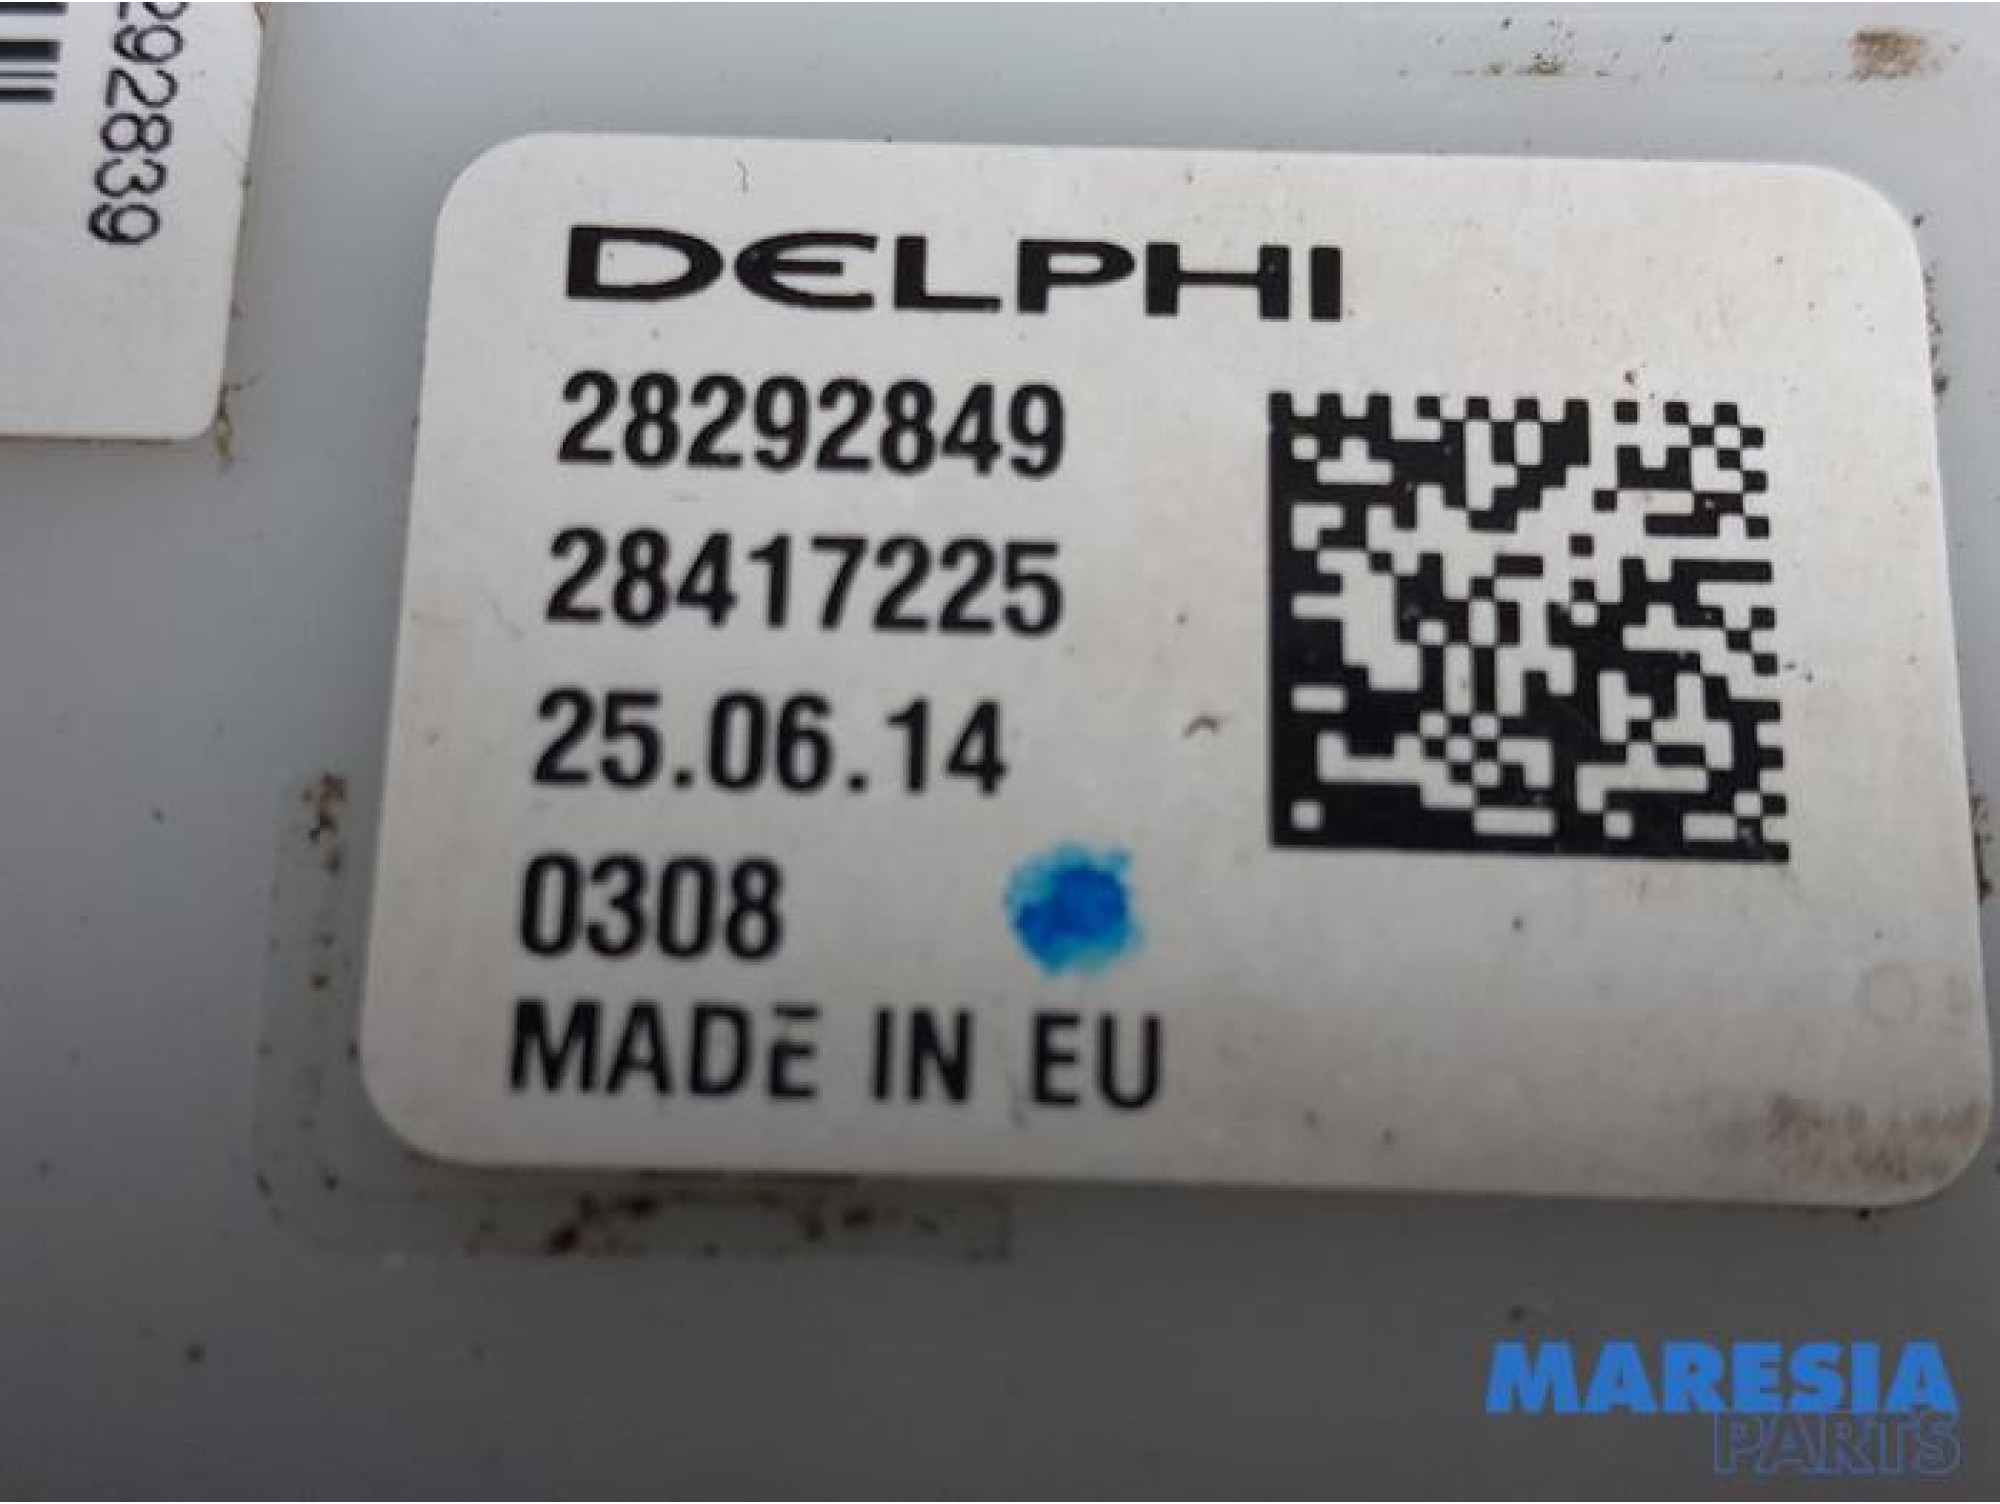 292839
DELPHI
28292849
28417225
25.06.14
0308
MADE IN EU
MARESIA
PARTS